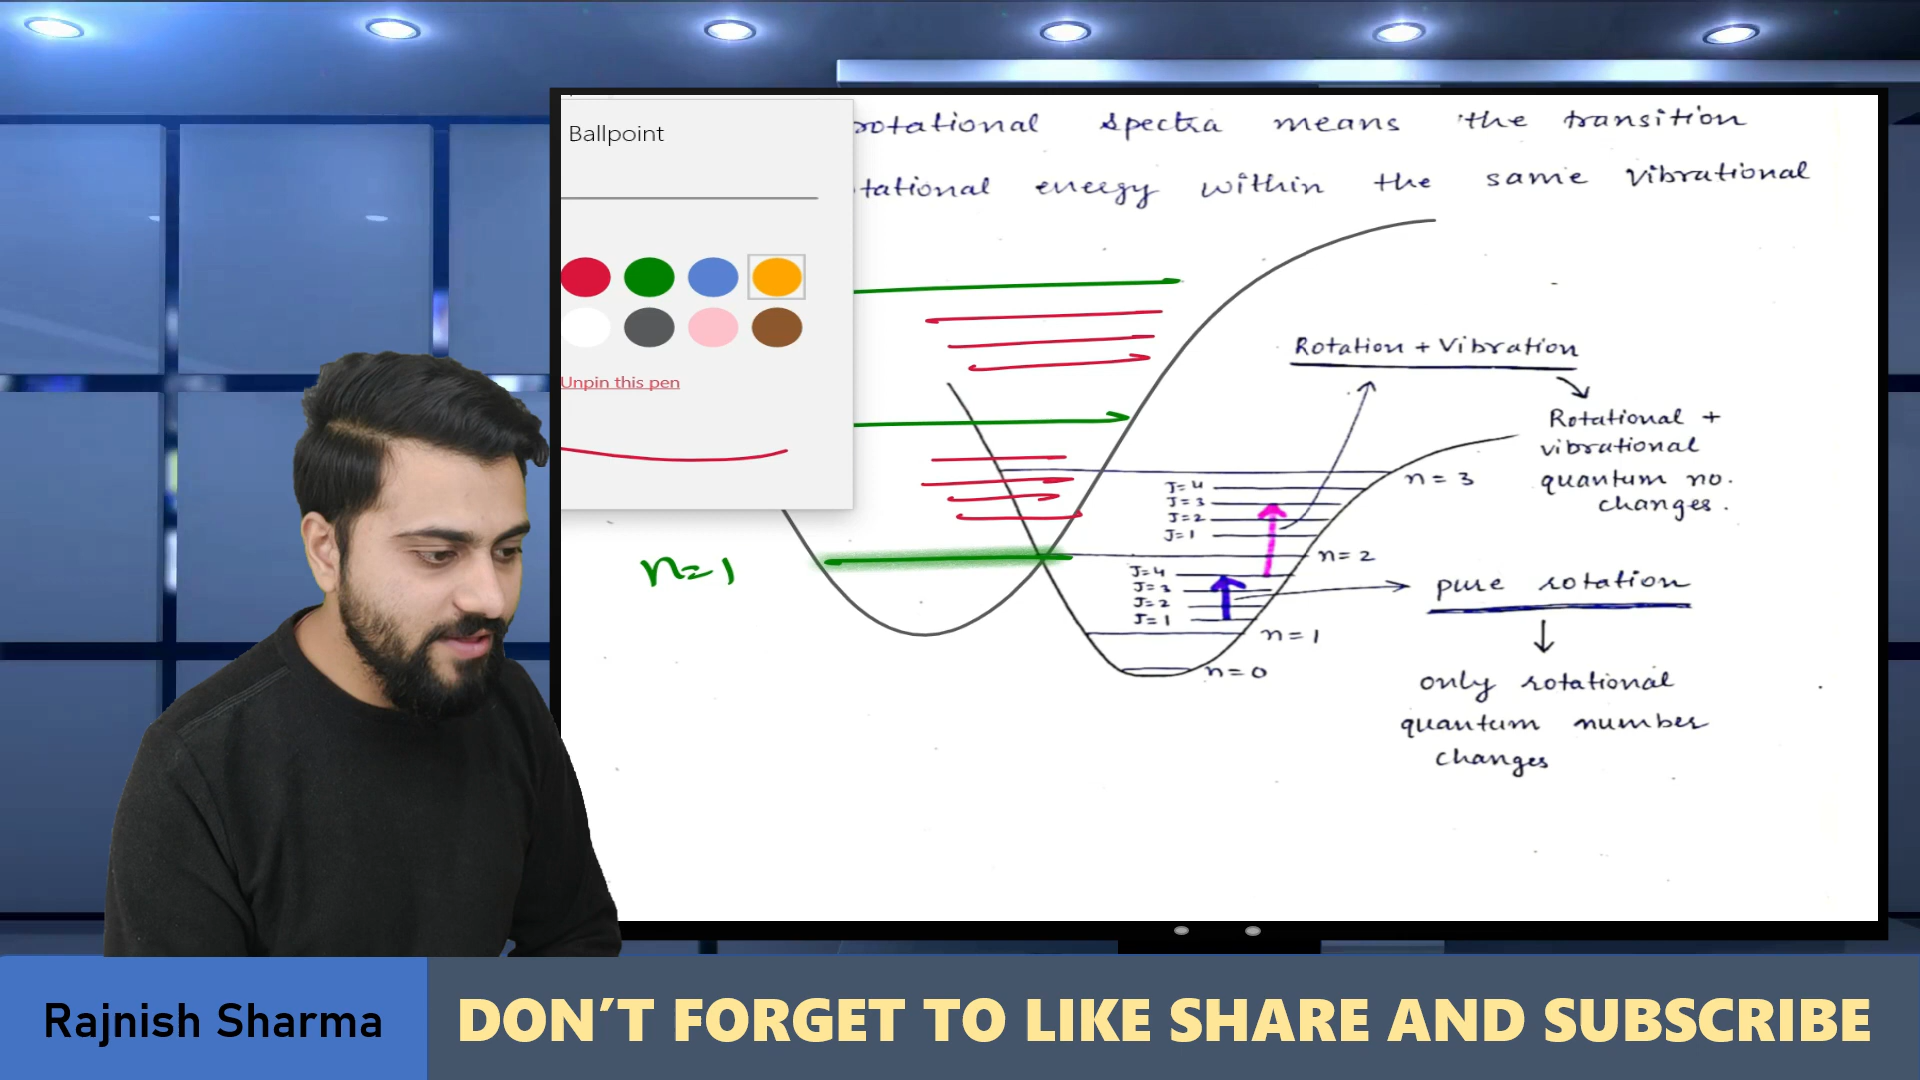 Ballpoint
rotational spectra means the transition
tational energy within the same vibrational
Unpin this pen
Rotation + Vibration
Rotational +
vibrational
quantum no.
changes.
n = 3
J=4
J=3
J=2
J=1
n = 2
n=1
J=4
J=3
J=2
J=1
pure rotation
n = 1
n=0
only rotational
quantum number
changes
Rajnish Sharma
DON'T FORGET TO LIKE SHARE AND SUBSCRIBE